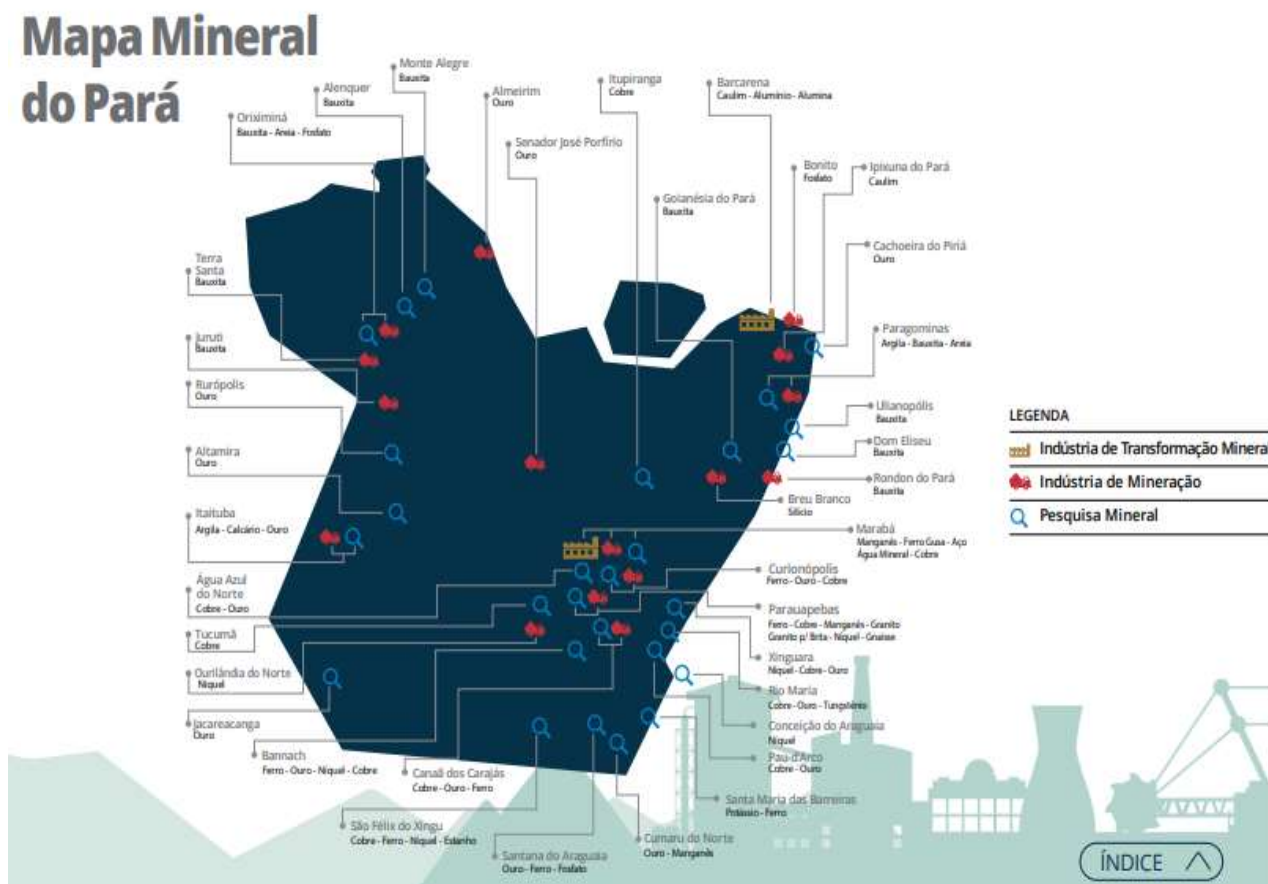 Mapa Mineral
do Pará
Monte Alegre
Bauxita
Alenquer
Bauxita
Oriximiná
Bauxita - Areia - Fosfato
Almeirim
Ouro
Senador José Porfírio
Ouro
Itupiranga
Cobre
Barcarena
Caulim - Alumínio - Alumina
Goianésia do Pará
Bauxita
Bonito
Fosfato
Ipixuna do Pará
Caulim
Cachoeira do Piriá
Ouro
Paragominas
Argila - Bauxita - Areia
Ulianopólis
Bauxita
Dom Eliseu
Bauxita
Rondon do Pará
Bauxita
Breu Branco
Silício
Marabá
Manganês - Ferro Gusa - Aço
Água Mineral - Cobre
Curionópolis
Ferro - Ouro - Cobre
Parauapebas
Ferro - Cobre - Manganês - Granito
Granito p/ Brita - Níquel - Gnaisse
Xinguara
Níquel - Cobre - Ouro
Rio Maria
Cobre - Ouro - Tungstênio
Conceição do Araguaia
Níquel
Pau-d'Arco
Cobre - Ouro
Santa Maria das Barreiras
Potássio - Ferro
Cumaru do Norte
Ouro - Manganês
Santana do Araguaia
Ouro - Ferro - Fosfato
São Félix do Xingu
Cobre - Ferro - Níquel - Estanho
Canaã dos Carajás
Cobre - Ouro - Ferro
Bannach
Ferro - Ouro - Níquel - Cobre
Jacareacanga
Ouro
Ourilândia do Norte
Níquel
Tucumã
Cobre
Água Azul
do Norte
Cobre - Ouro
Itaituba
Argila - Calcário - Ouro
Altamira
Ouro
Rurópolis
Ouro
Juruti
Bauxita
Terra
Santa
Bauxita
LEGENDA
Indústria de Transformação Mineral
Indústria de Mineração
Pesquisa Mineral
ÍNDICE